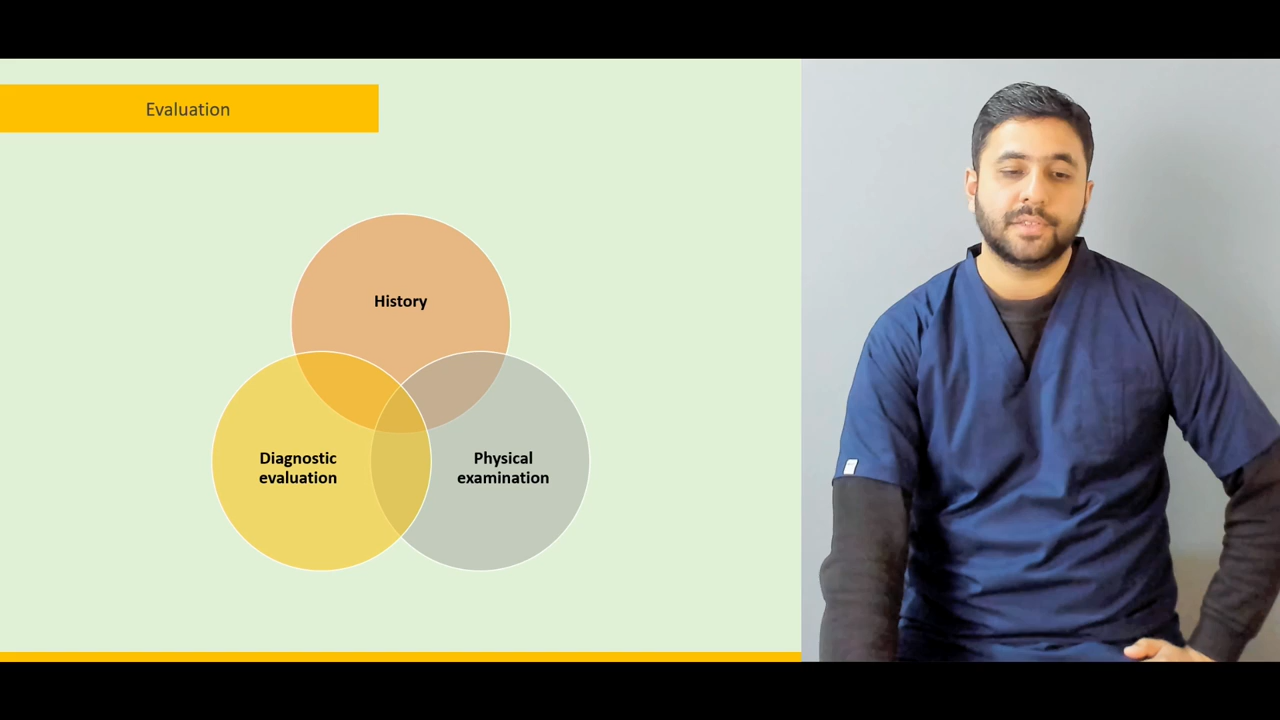 Evaluation
History
Diagnostic
evaluation
Physical
examination